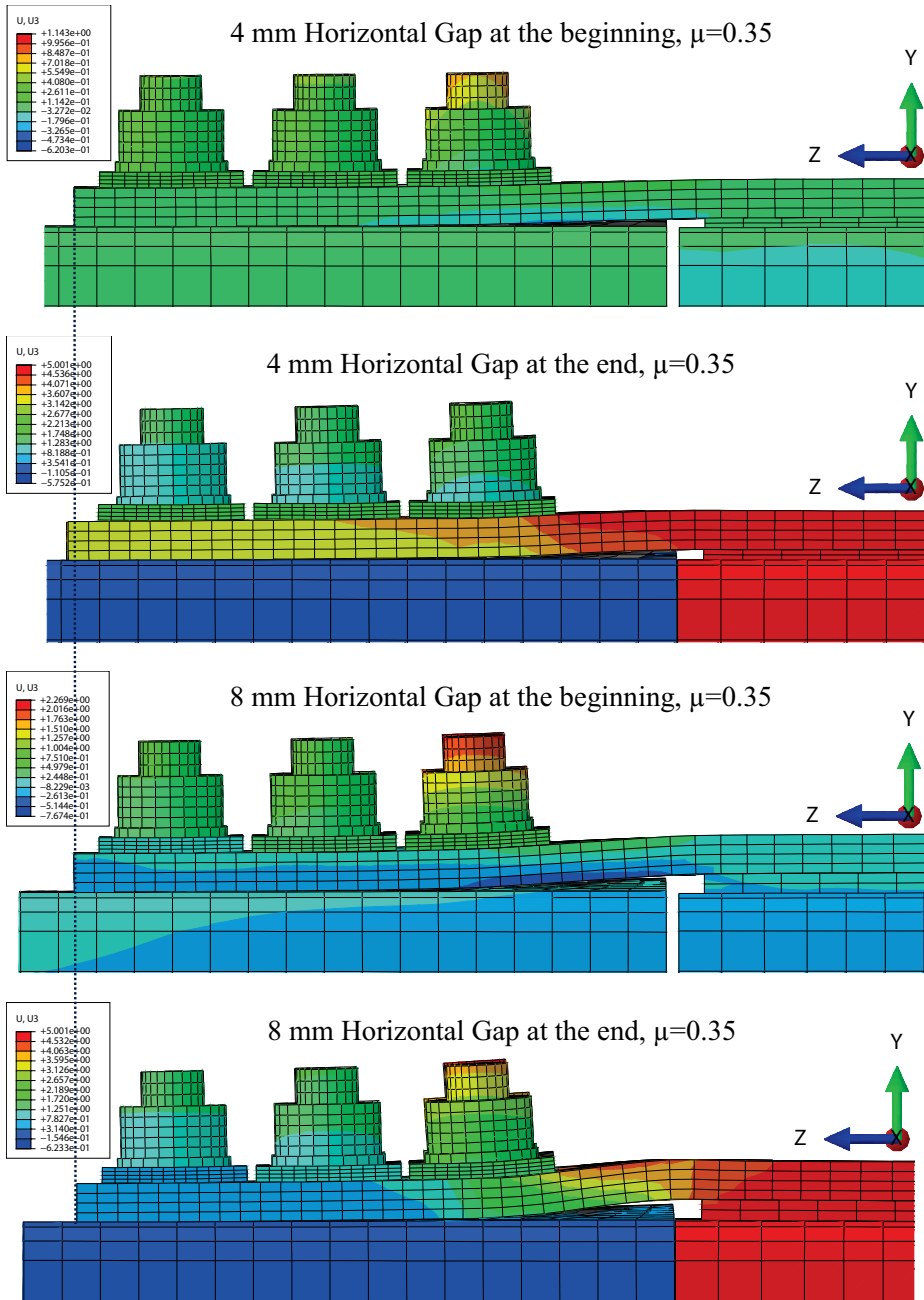 U, U3
+1.143e+00
+9.956e−01
+8.487e−01
+7.018e−01
+5.549e−01
+4.080e−01
+2.611e−01
+1.142e−01
−3.272e−02
−1.796e−01
−3.265e−01
−4.734e−01
−6.203e−01
4 mm Horizontal Gap at the beginning, µ=0.35
Y
Z
X
U, U3
+5.001e+00
+4.536e+00
+4.071e+00
+3.607e+00
+3.142e+00
+2.677e+00
+2.213e+00
+1.748e+00
+1.283e+00
+8.188e−01
+3.541e−01
−1.105e−01
−5.752e−01
4 mm Horizontal Gap at the end, µ=0.35
Y
Z
X
U, U3
+2.269e+00
+2.016e+00
+1.763e+00
+1.510e+00
+1.257e+00
+1.004e+00
+7.510e−01
+4.979e−01
+2.448e−01
−8.229e−03
−2.613e−01
−5.144e−01
−7.674e−01
8 mm Horizontal Gap at the beginning, µ=0.35
Y
Z
X
U, U3
+5.001e+00
+4.532e+00
+4.063e+00
+3.595e+00
+3.126e+00
+2.657e+00
+2.189e+00
+1.720e+00
+1.251e+00
+7.827e−01
+3.140e−01
−1.546e−01
−6.233e−01
8 mm Horizontal Gap at the end, µ=0.35
Y
Z
X